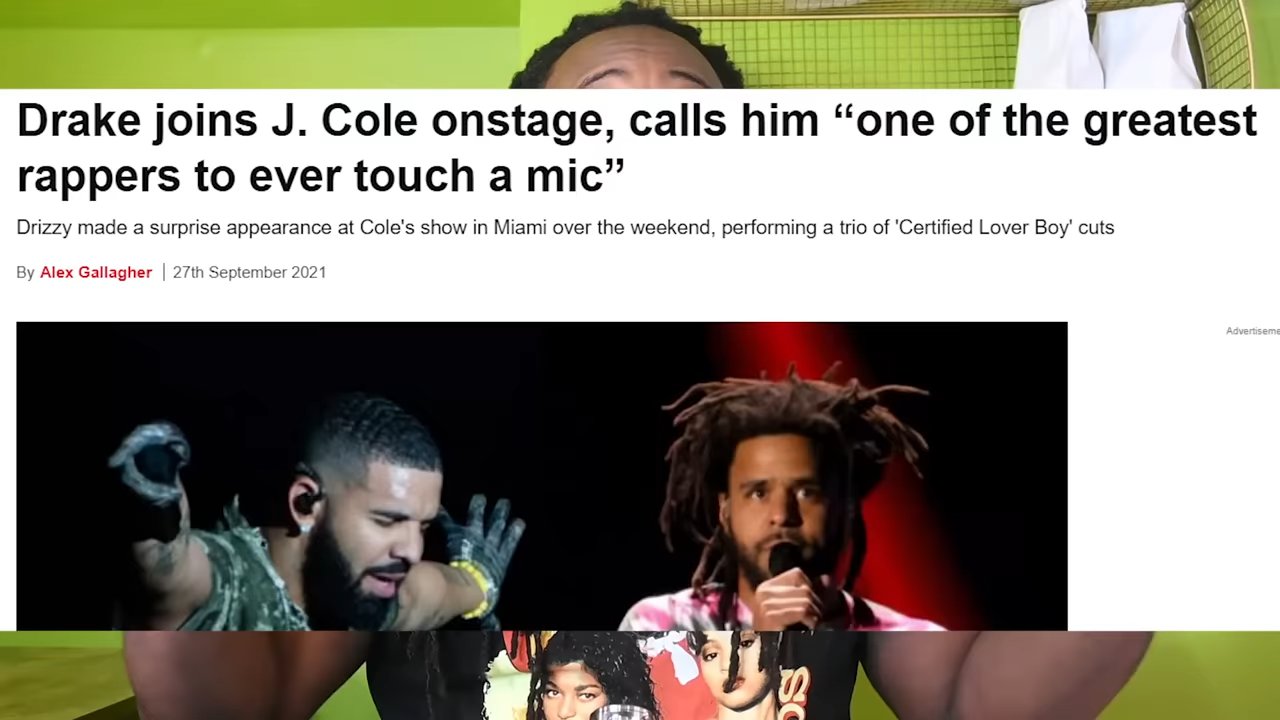 Drake joins J. Cole onstage, calls him “one of the greatest
rappers to ever touch a mic”
Drizzy made a surprise appearance at Cole's show in Miami over the weekend, performing a trio of 'Certified Lover Boy' cuts
By Alex Gallagher | 27th September 2021
Advertiseme